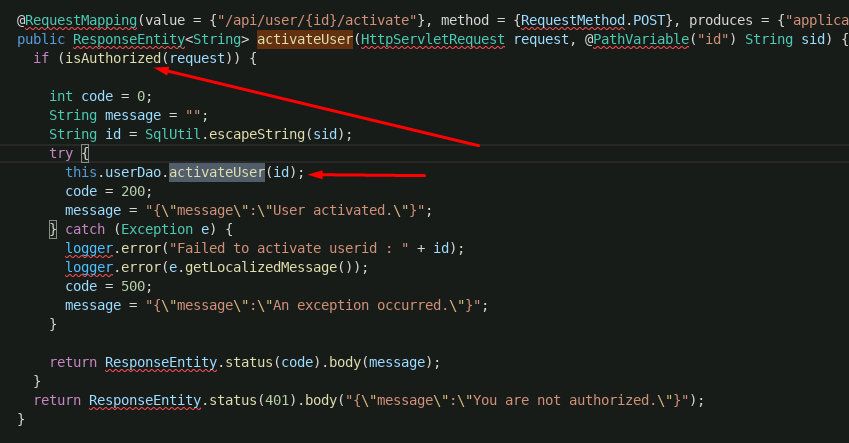 @RequestMapping(value = {"/api/user/{id}/activate"}, method = {RequestMethod.POST}, produces = {"applica
public ResponseEntity<String> activateUser(HttpServletRequest request, @PathVariable("id") String sid) {
if (isAuthorized(request)) {
int code = 0;
String message = "";
String id = SqlUtil.escapeString(sid);
try {
this.userDao.activateUser(id);
code = 200;
message = "{\"message\":\"User activated.\"}";
} catch (Exception e) {
logger.error("Failed to activate userid : " + id);
logger.error(e.getLocalizedMessage());
code = 500;
message = "{\"message\":\"An exception occurred.\"}";
}
return ResponseEntity.status(code).body(message);
}
return ResponseEntity.status(401).body("{\"message\":\"You are not authorized.\"}");
}